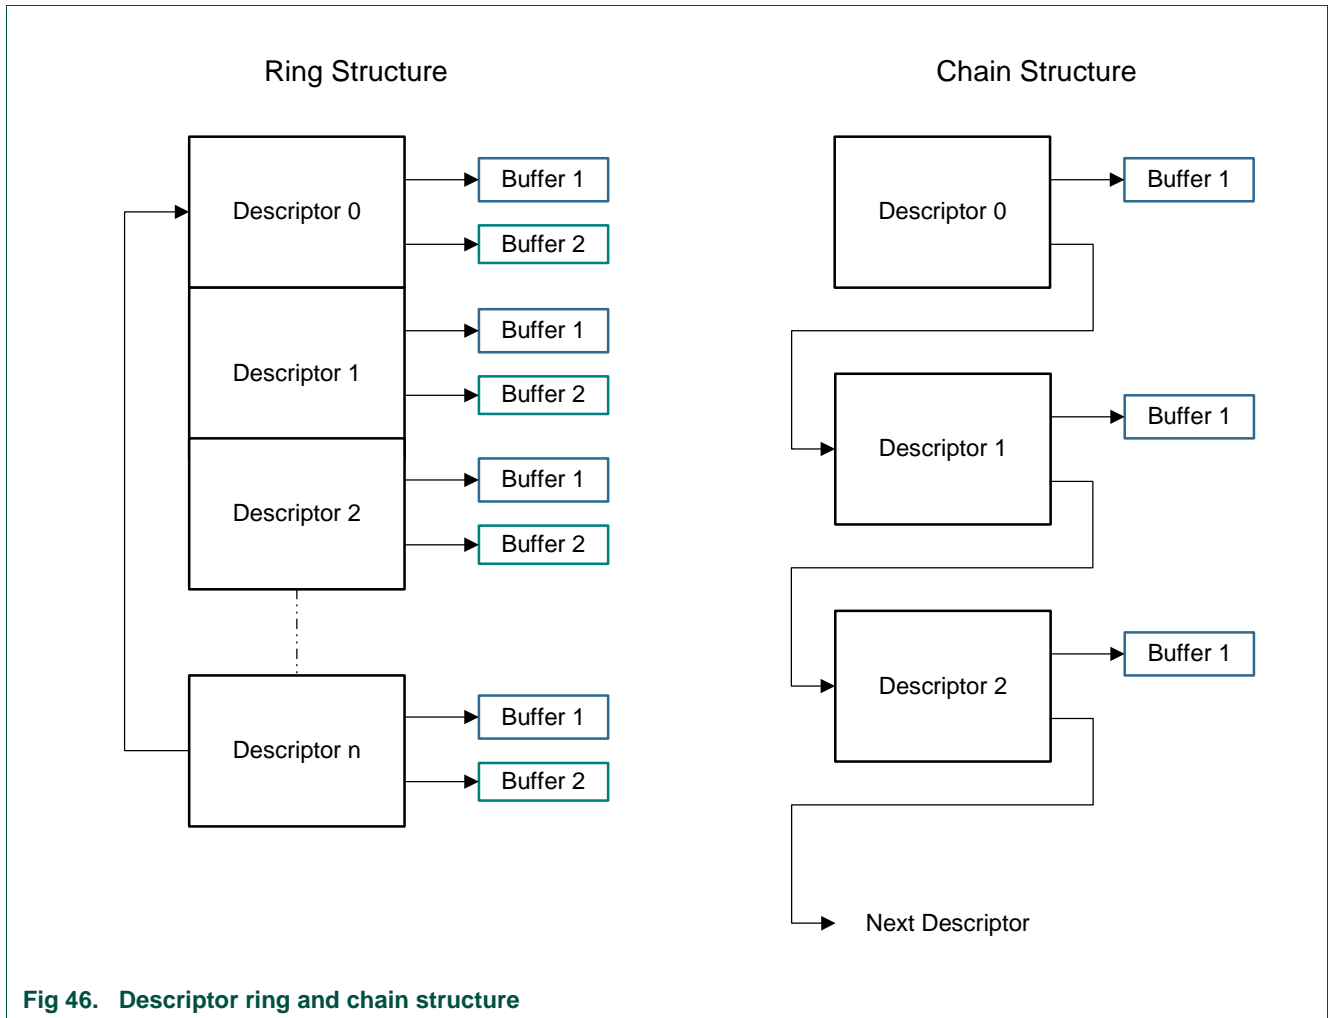 Ring Structure
Descriptor 0
Buffer 1
Buffer 2
Descriptor 1
Buffer 1
Buffer 2
Descriptor 2
Buffer 1
Buffer 2
Descriptor n
Buffer 1
Buffer 2
Chain Structure
Descriptor 0
Buffer 1
Descriptor 1
Buffer 1
Descriptor 2
Buffer 1
Next Descriptor
Fig 46. Descriptor ring and chain structure